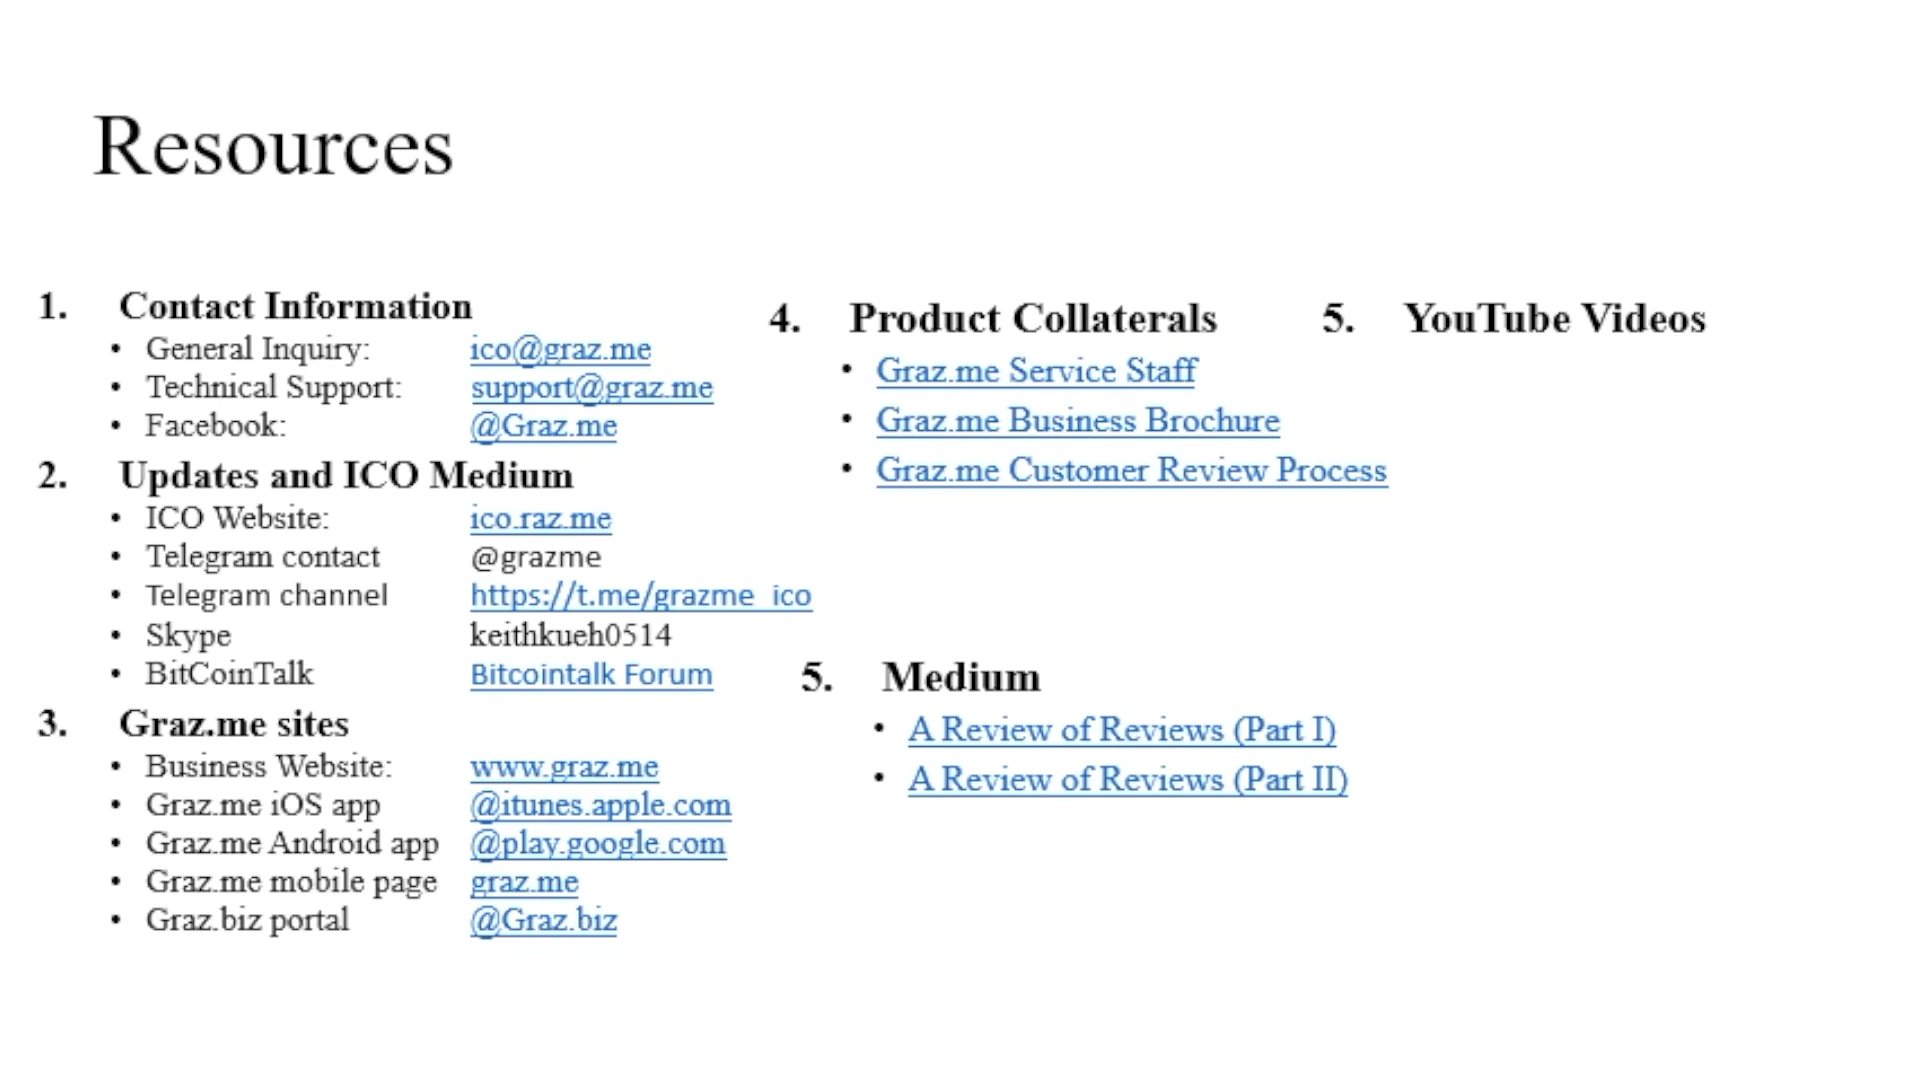 Resources
1. Contact Information
• General Inquiry: ico@graz.me
• Technical Support: support@graz.me
• Facebook: @Graz.me
2. Updates and ICO Medium
• ICO Website: ico.raz.me
• Telegram contact @grazme
• Telegram channel https://t.me/grazme_ico
• Skype keithkueh0514
• BitCoinTalk Bitcointalk Forum
3. Graz.me sites
• Business Website: www.graz.me
• Graz.me iOS app @itunes.apple.com
• Graz.me Android app @play.google.com
• Graz.me mobile page graz.me
• Graz.biz portal @Graz.biz
4. Product Collaterals
• Graz.me Service Staff
• Graz.me Business Brochure
• Graz.me Customer Review Process
5. Medium
• A Review of Reviews (Part I)
• A Review of Reviews (Part II)
5. YouTube Videos